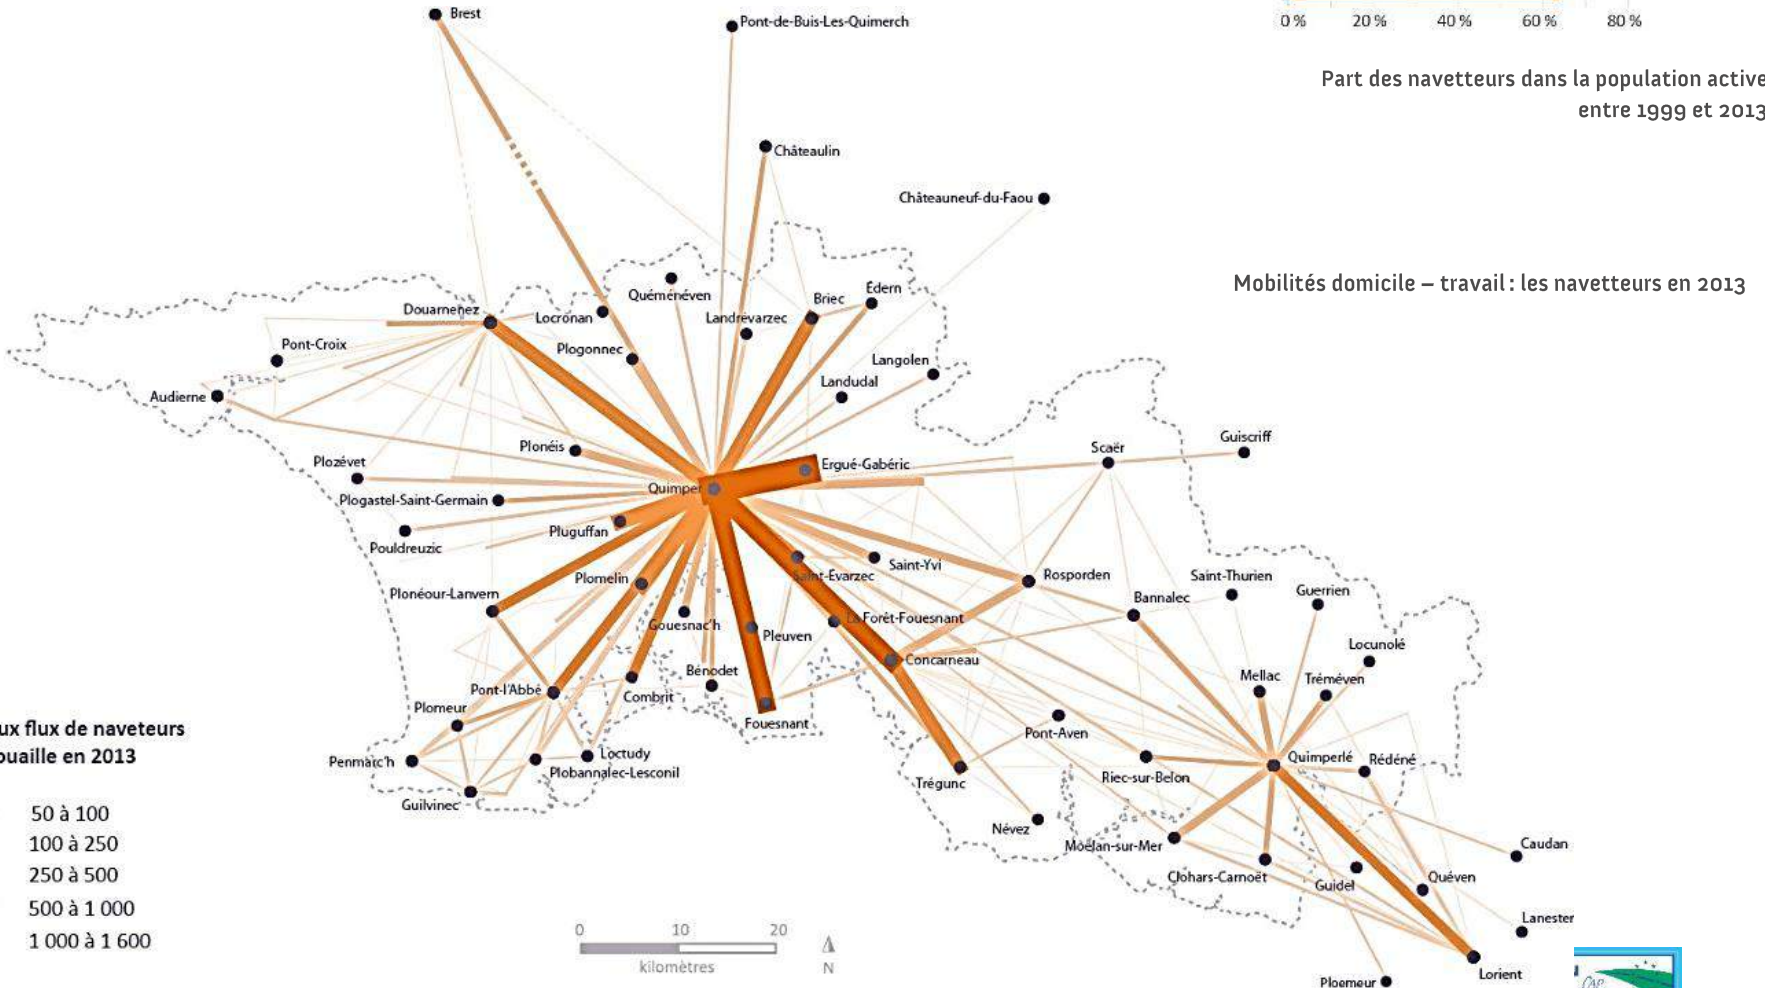 Brest
Pont-de-Buis-Les-Quimerch
0 % 20 % 40 % 60 % 80 %
Part des navetteurs dans la population active
entre 1999 et 2013
Châteaulin
Châteauneuf-du-Faou
Mobilités domicile – travail : les navetteurs en 2013
Quéménéven
Édern
Briec
Douarnenez
Locronan
Landrévarzec
Pont-Croix
Plogonnec
Langolen
Landudal
Audierne
Plonéis
Guiscriff
Scaër
Plozévet
Ergué-Gabéric
Quimper
Plogastel-Saint-Germain
Pluguffan
Pouldreuzic
Saint-Yvi
Plomelin
Saint-Evarzec
Rosporden
Saint-Thurien
Guerrien
Plonéour-Lanvern
Bannalec
Gouesnac'h
La Forêt-Fouesnant
Pleuven
Locunolé
Concarneau
Bénodet
Mellac
Tréméven
Pont-l'Abbé
Combrit
Plomeur
Fouesnant
ux flux de naveteurs
ouaille en 2013
Pont-Aven
Loctudy
Penmarc'h
Plobannalec-Lesconil
Quimperlé
Rédéné
Riec-sur-Belon
Trégunc
Guilvinec
50 à 100
Névez
100 à 250
Moëlan-sur-Mer
Caudan
250 à 500
Clohars-Carnoët
Guidel
Quéven
500 à 1 000
Lanester
1 000 à 1 600
0 10 20
kilomètres
N
Lorient
Ploemeur
CAP